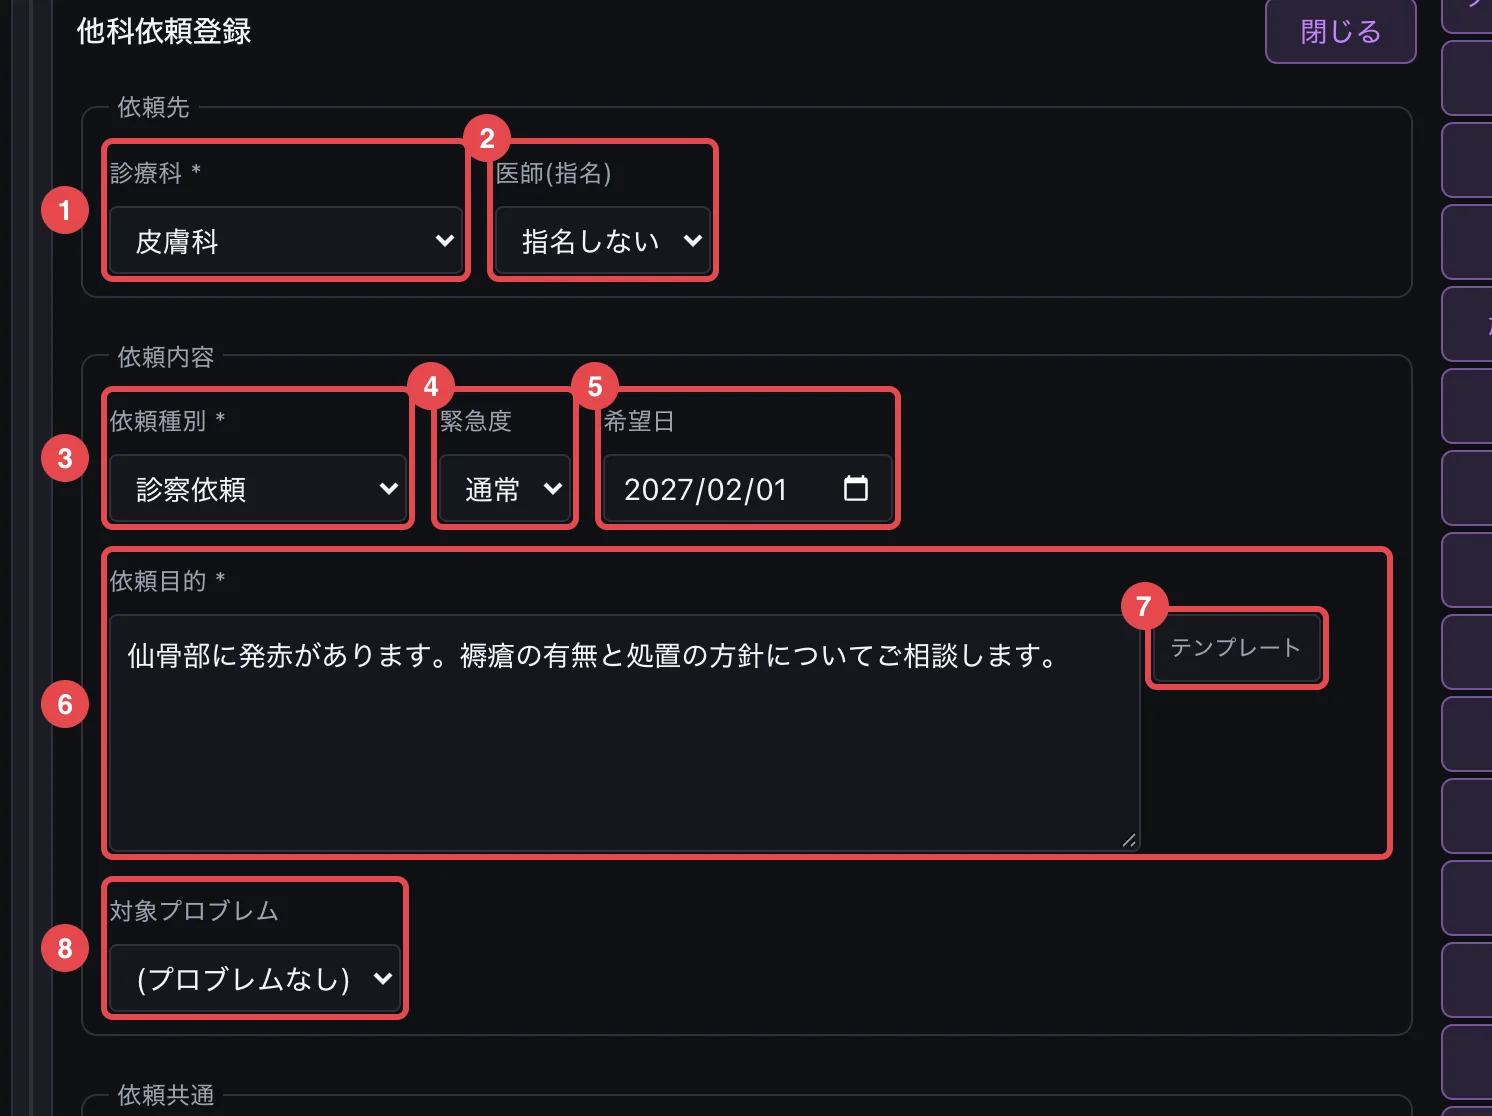 他科依頼登録
閉じる
依頼先
1
診療科 *
皮膚科
2
医師(指名)
指名しない
依頼内容
3
依頼種別 *
診察依頼
4
緊急度
通常
5
希望日
2027/02/01
6
依頼目的 *
仙骨部に発赤があります。褥瘡の有無と処置の方針についてご相談します。
7
テンプレート
8
対象プロブレム
(プロブレムなし)
依頼共通